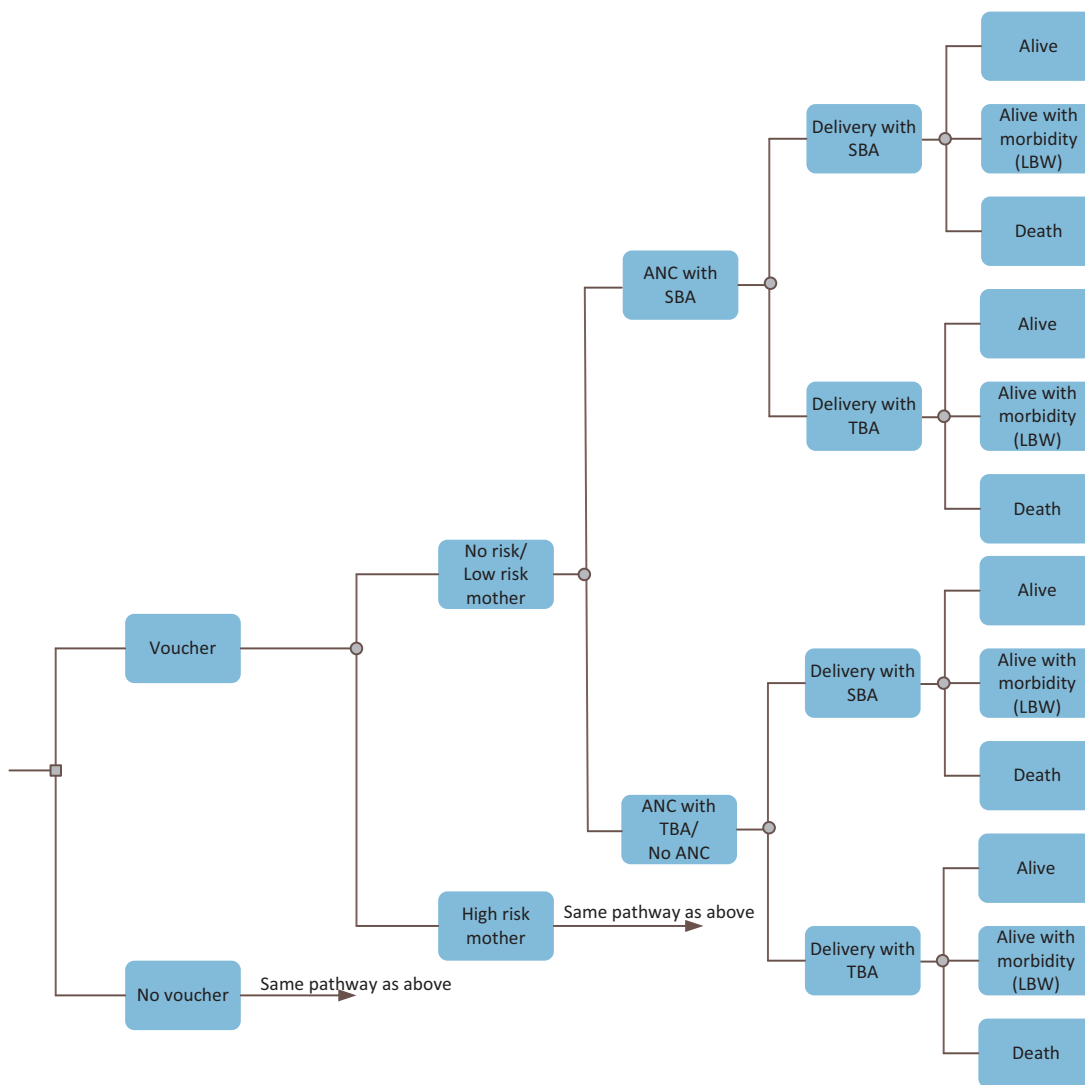 Alive
Delivery with
SBA
Alive with
morbidity
(LBW)
Death
ANC with
SBA
Alive
Delivery with
TBA
Alive with
morbidity
(LBW)
Death
No risk/
Low risk
mother
Alive
Voucher
Delivery with
SBA
Alive with
morbidity
(LBW)
Death
ANC with
TBA/
No ANC
Alive
High risk
mother
Same pathway as above
Delivery with
TBA
Alive with
morbidity
(LBW)
No voucher
Same pathway as above
Death